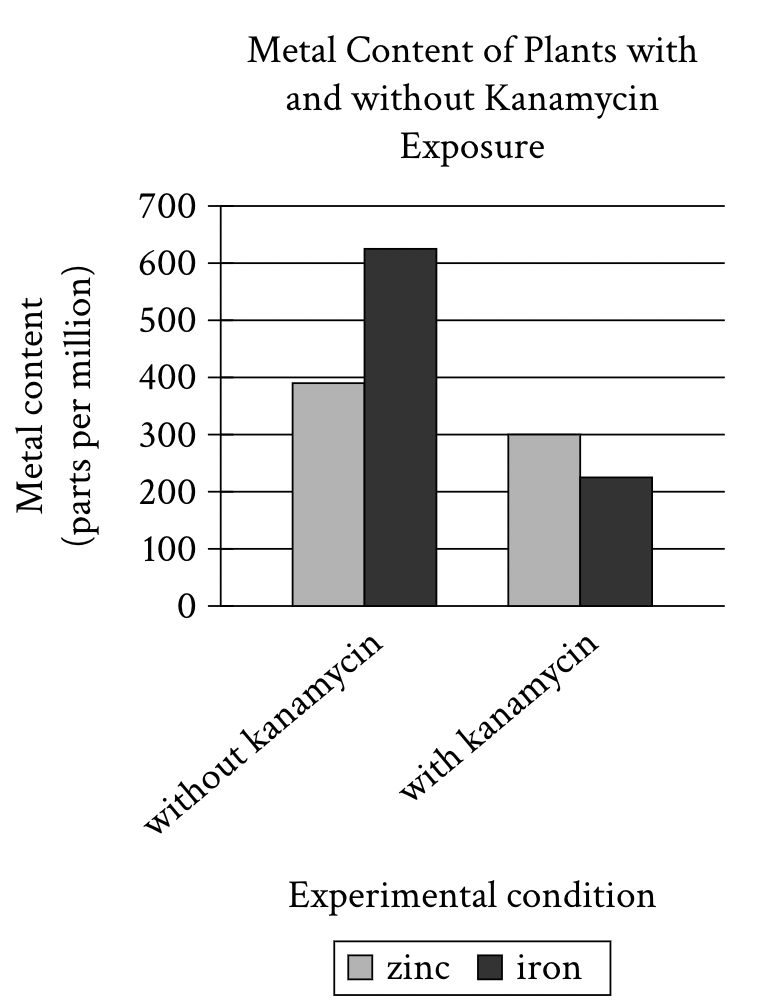 Metal Content of Plants with
and without Kanamycin
Exposure
Metal content
(parts per million)
700
600
500
400
300
200
100
0
without kanamycin
with kanamycin
Experimental condition
zinc
iron